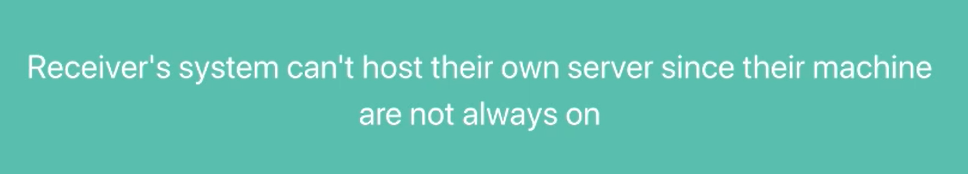 Receiver's system can't host their own server since their machine
are not always on